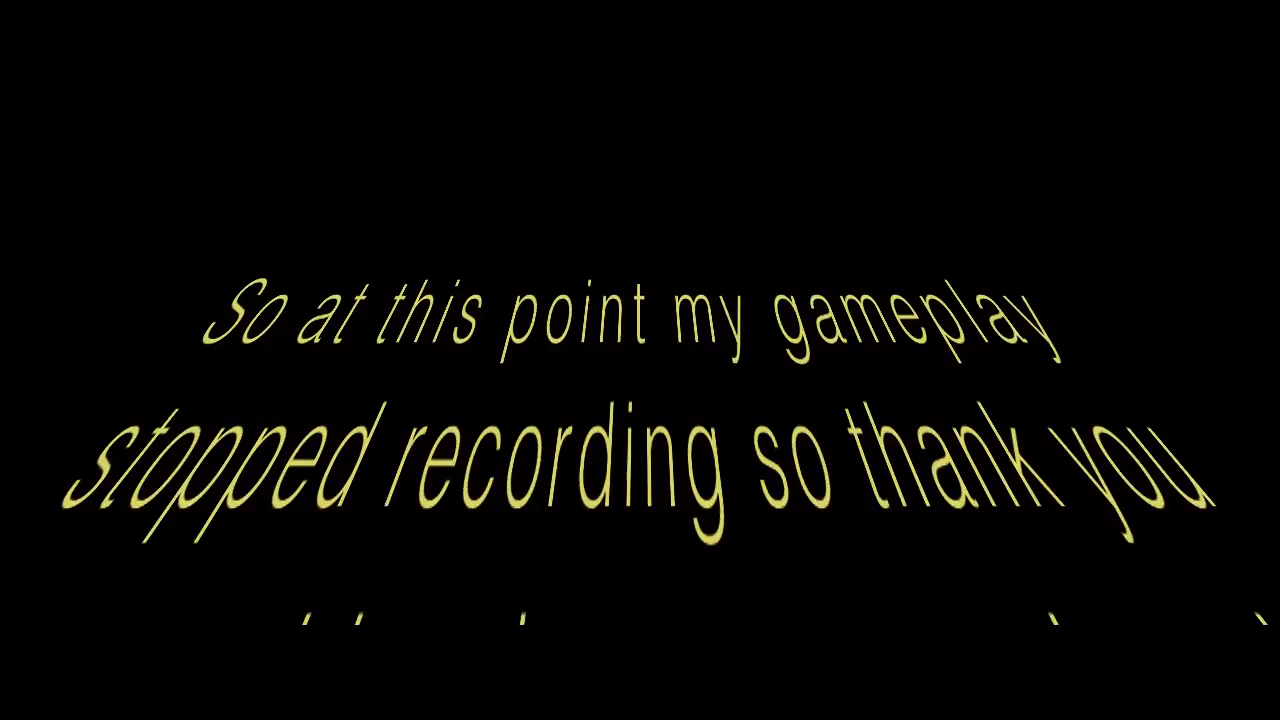 So at this point my gameplay
stopped recording so thank you